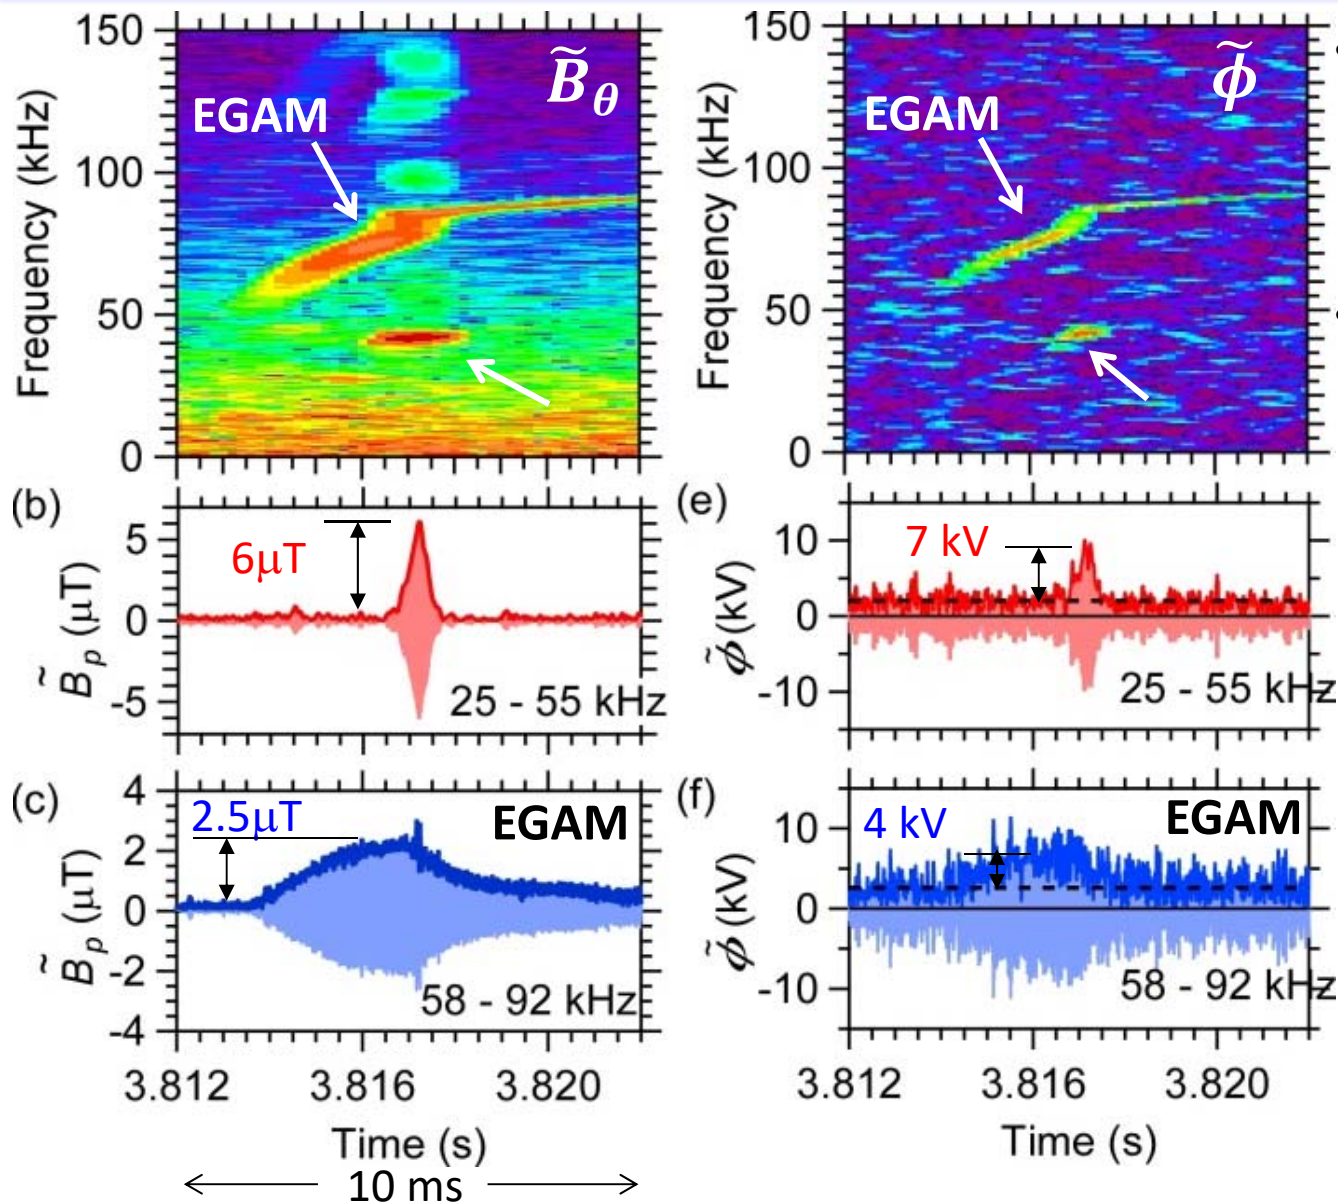 150
100
50
0
Frequency (kHz)
EGAM
B̃θ
150
100
50
0
Frequency (kHz)
EGAM
ϕ̃
(b)
5
0
-5
B̃p (μT)
6μT
25 - 55 kHz
(e)
10
0
-10
ϕ̃ (kV)
7 kV
25 - 55 kHz
(c)
4
2
0
-2
-4
B̃p (μT)
2.5μT
EGAM
58 - 92 kHz
3.812 3.816 3.820
Time (s)
10 ms
(f)
10
0
-10
ϕ̃ (kV)
4 kV
EGAM
58 - 92 kHz
3.812 3.816 3.820
Time (s)